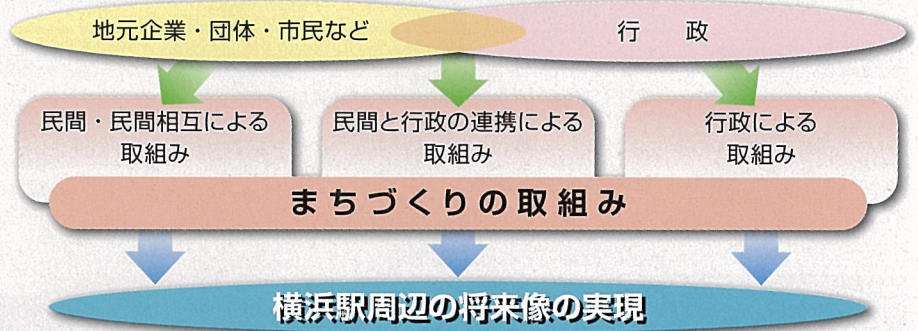 地元企業・団体・市民など
行 政
民間・民間相互による
取組み
民間と行政の連携による
取組み
行政による
取組み
まちづくりの取組み
横浜駅周辺の将来像の実現